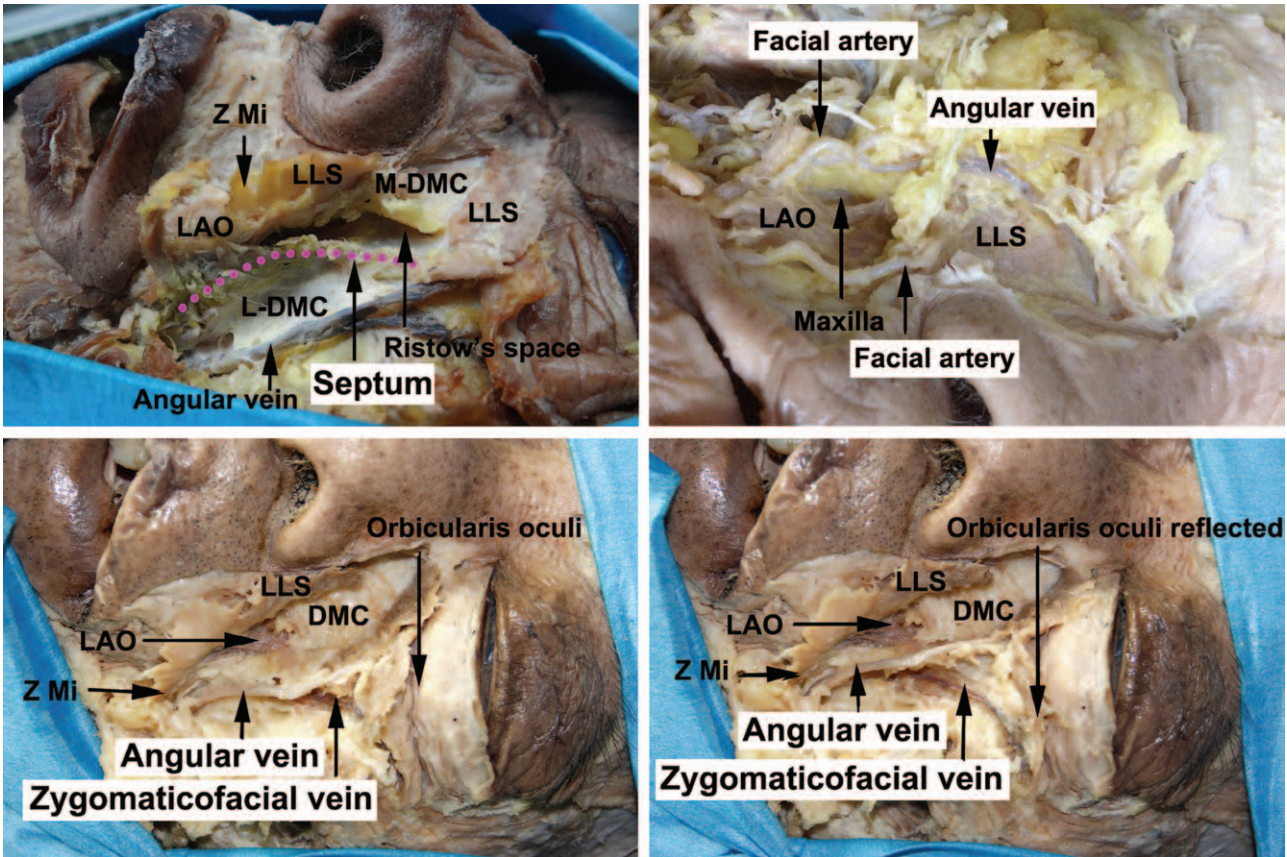 Z Mi
LLS
M-DMC
LAO
LLS
L-DMC
Ristow's space
Septum
Angular vein
Facial artery
Angular vein
LAO
LLS
Maxilla
Facial artery
Orbicularis oculi
LLS
DMC
LAO
Z Mi
Angular vein
Zygomaticofacial vein
Orbicularis oculi reflected
LLS
DMC
LAO
Z Mi
Angular vein
Zygomaticofacial vein